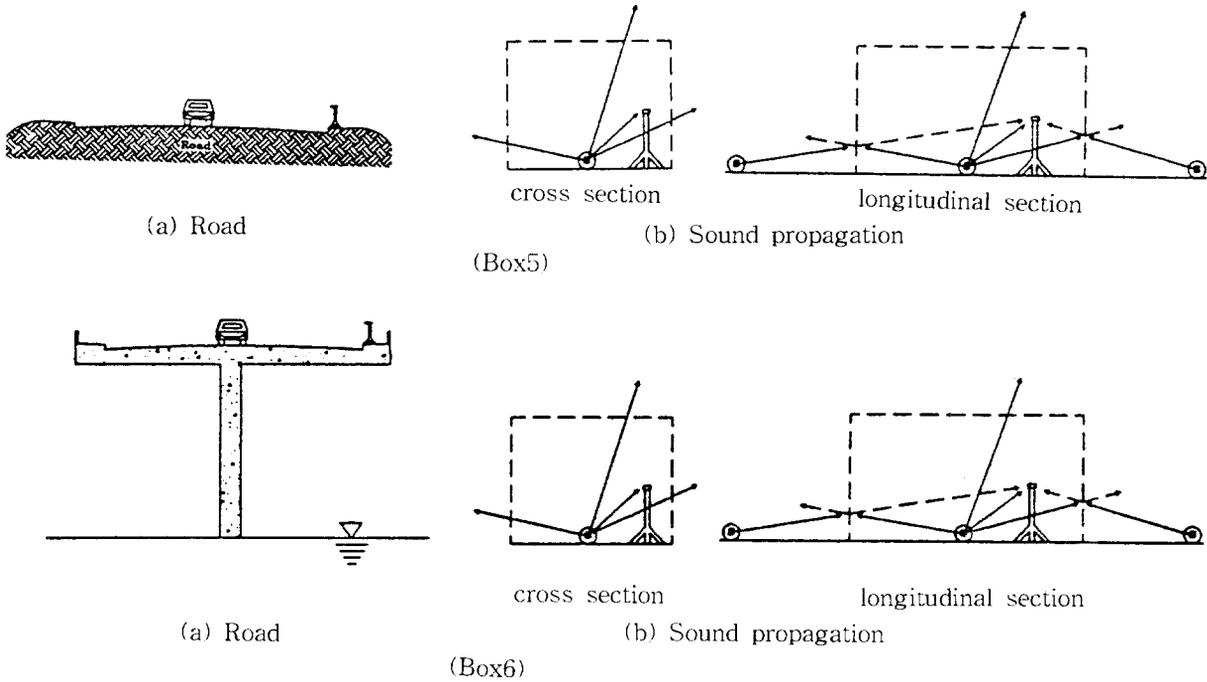 Road
cross section
longitudinal section
(a) Road
(b) Sound propagation
(Box5)
cross section
longitudinal section
(a) Road
(b) Sound propagation
(Box6)